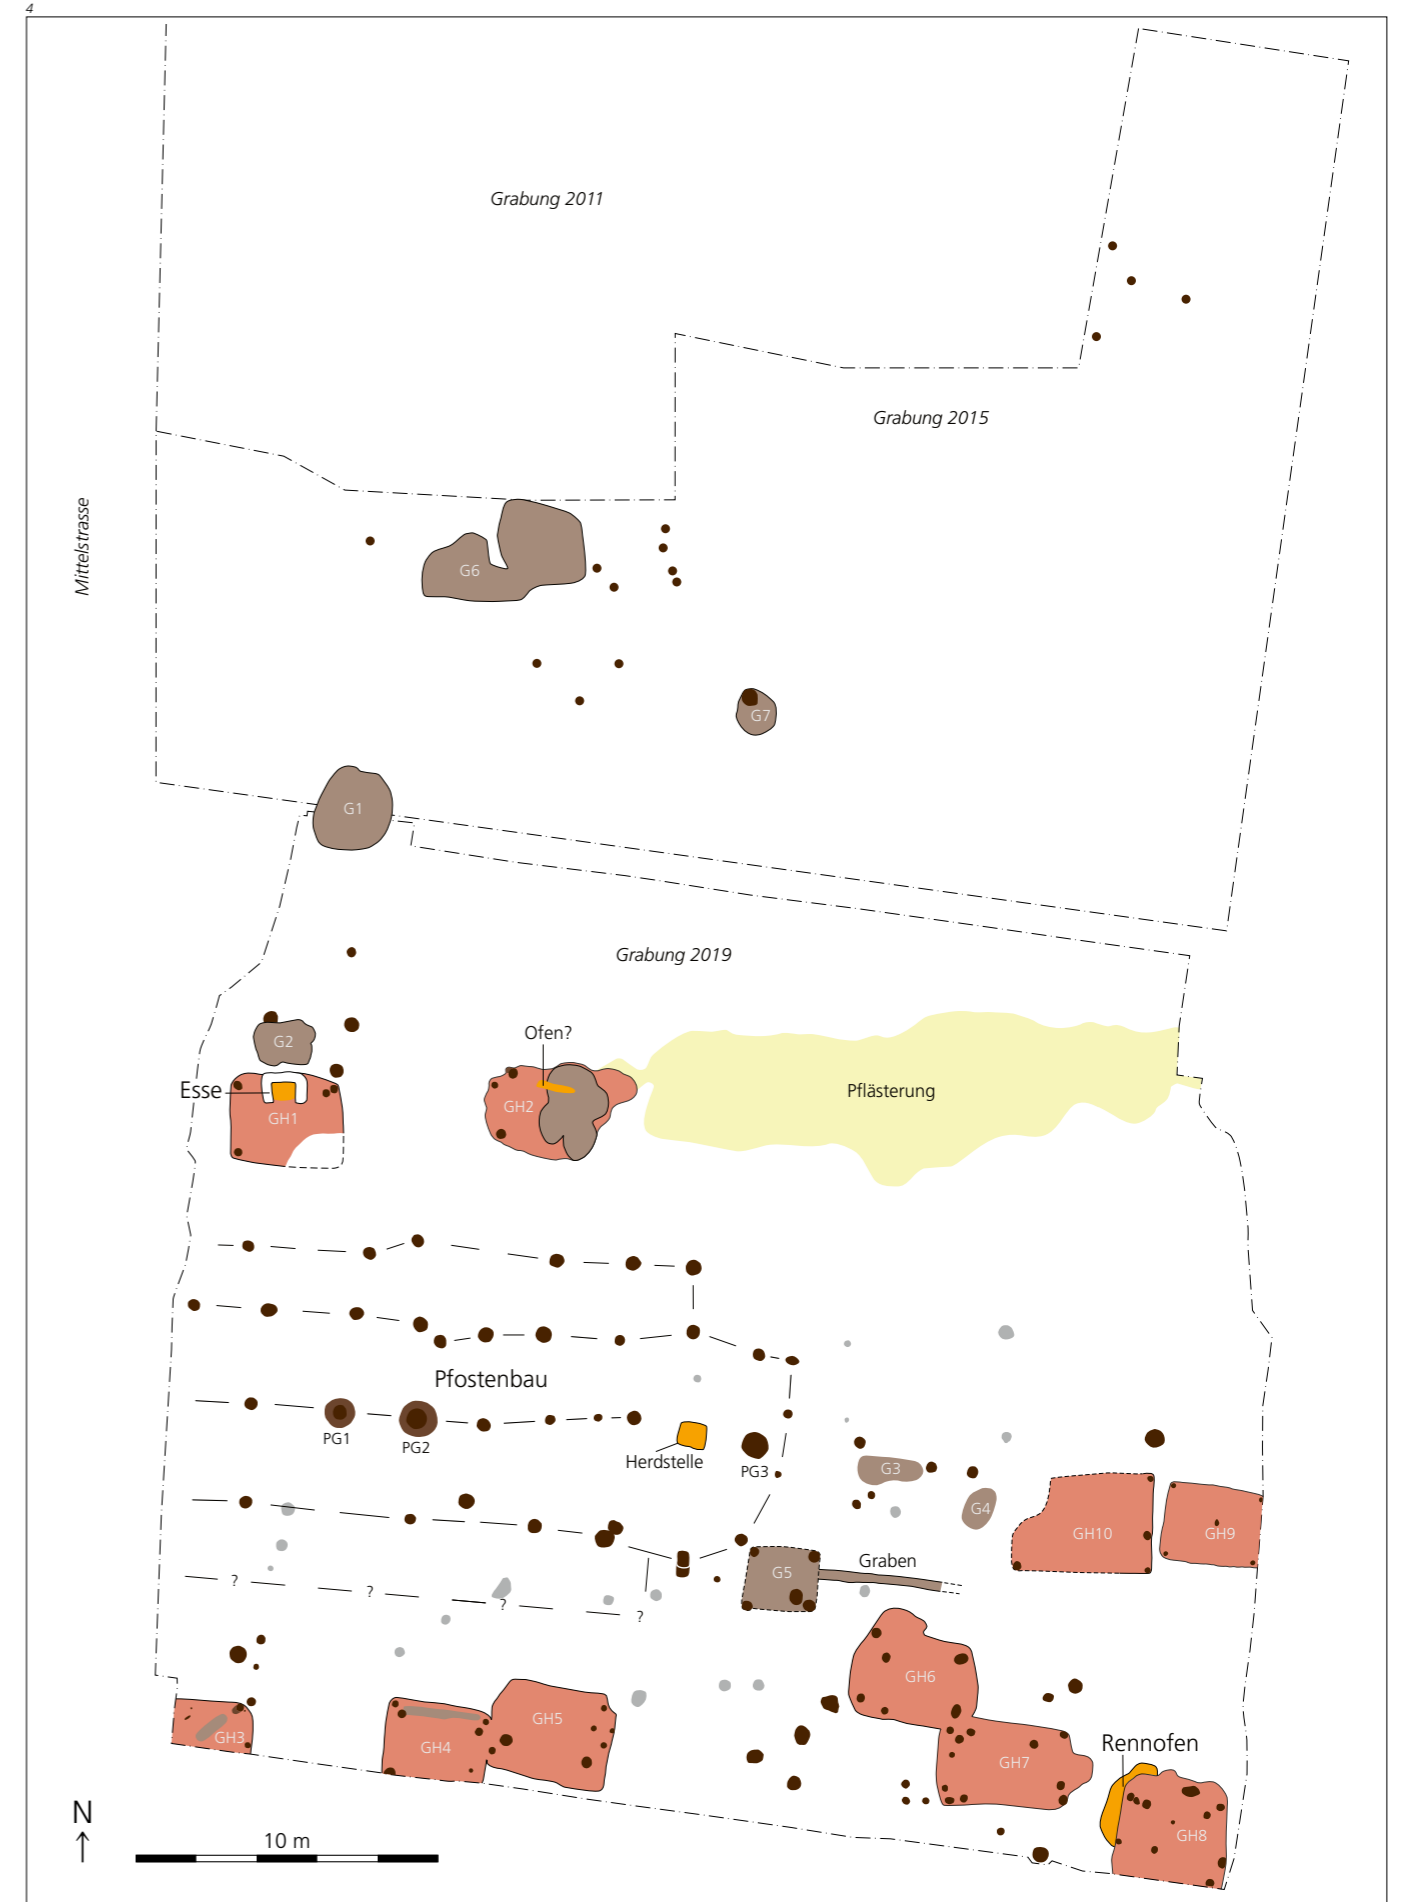 4
Grabung 2011
Grabung 2015
Mittelstrasse
G6
G7
G1
Grabung 2019
Ofen?
G2
Esse
GH1
GH2
Pflästerung
Pfostenbau
PG1
PG2
Herdstelle
PG3
G3
G4
GH10
GH9
G5
Graben
?
?
?
?
GH6
GH3
GH4
GH5
GH7
Rennofen
GH8
N
10 m